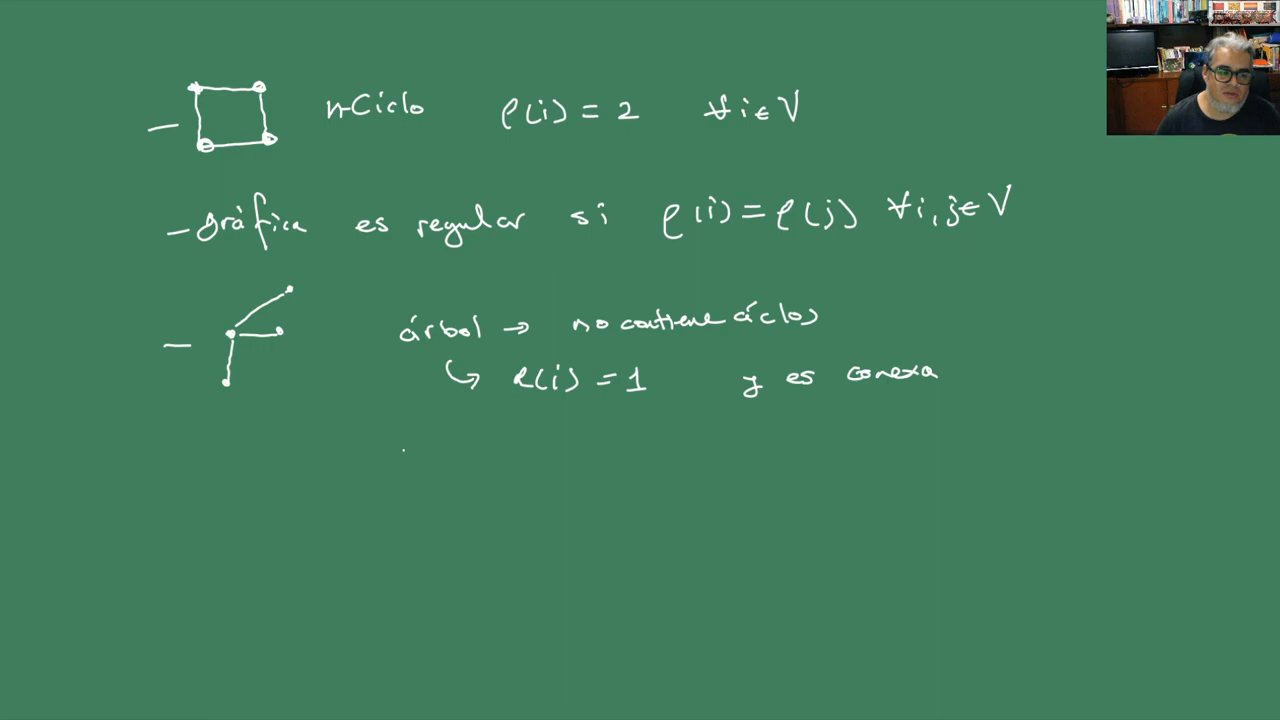 - n-Ciclo ρ(i) = 2 ∀ i ∈ V
- gráfica es regular si ρ(i) = ρ(j) ∀ i, j ∈ V
- árbol → no contiene ciclos
↳ ρ(i) = 1 y es conexa